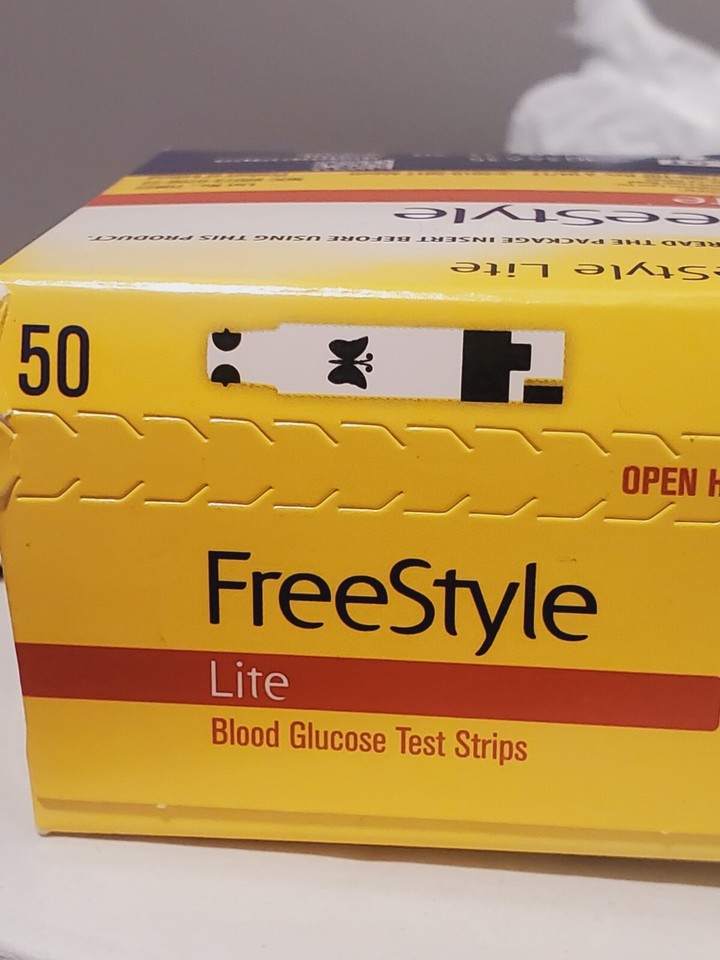 FreeStyle
READ THE PACKAGE INSERT BEFORE USING THIS PRODUCT.
Style Lite
50
OPEN
FreeStyle
Lite
Blood Glucose Test Strips